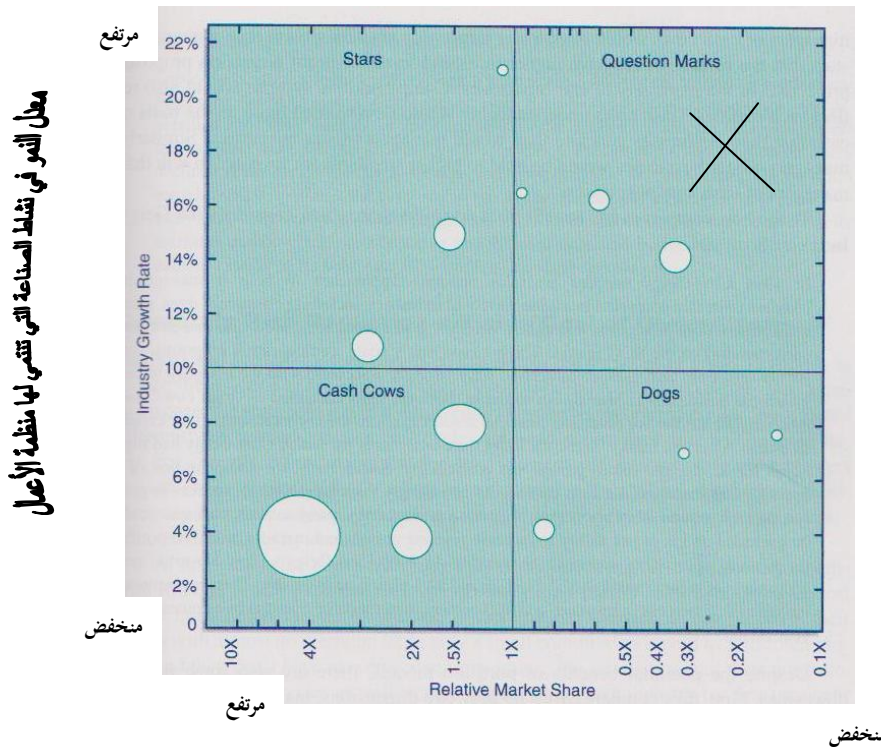 مرتفع
22%
Stars
Question Marks
20%
18%
16%
14%
12%
10%
Cash Cows
Dogs
8%
6%
4%
2%
0
معدل النمو في نشاط الصناعة التي تنتمي لها منظمة الأعمال
Industry Growth Rate
منخفض
10X
4X
2X
1.5X
1X
0.5X
0.4X
0.3X
0.2X
0.1X
Relative Market Share
مرتفع
منخفض